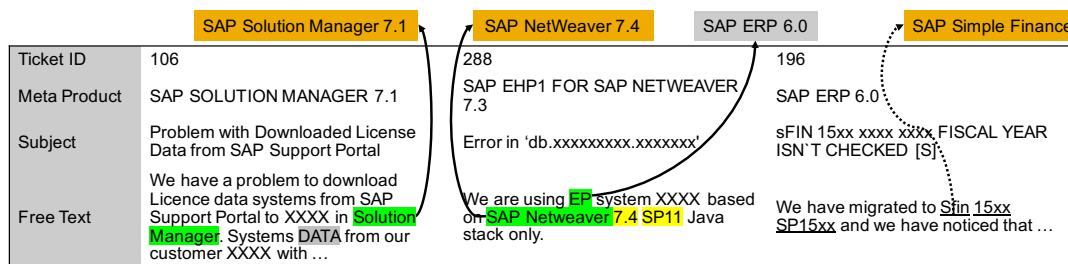 SAP Solution Manager 7.1
SAP NetWeaver 7.4
SAP ERP 6.0
SAP Simple Finance
Ticket ID
106
288
196
Meta Product
SAP SOLUTION MANAGER 7.1
SAP EHP1 FOR SAP NETWEAVER
7.3
SAP ERP 6.0
Subject
Problem with Downloaded License
Data from SAP Support Portal
Error in ‘db.xxxxxxxxx.xxxxxxx'
sFIN 15xx xxxx xxxx FISCAL YEAR
ISN`T CHECKED [S]
Free Text
We have a problem to download
Licence data systems from SAP
Support Portal to XXXX in Solution
Manager. Systems DATA from our
customer XXXX with …
We are using EP system XXXX based
on SAP Netweaver 7.4 SP11 Java
stack only.
We have migrated to Sfin 15xx
SP15xx and we have noticed that …